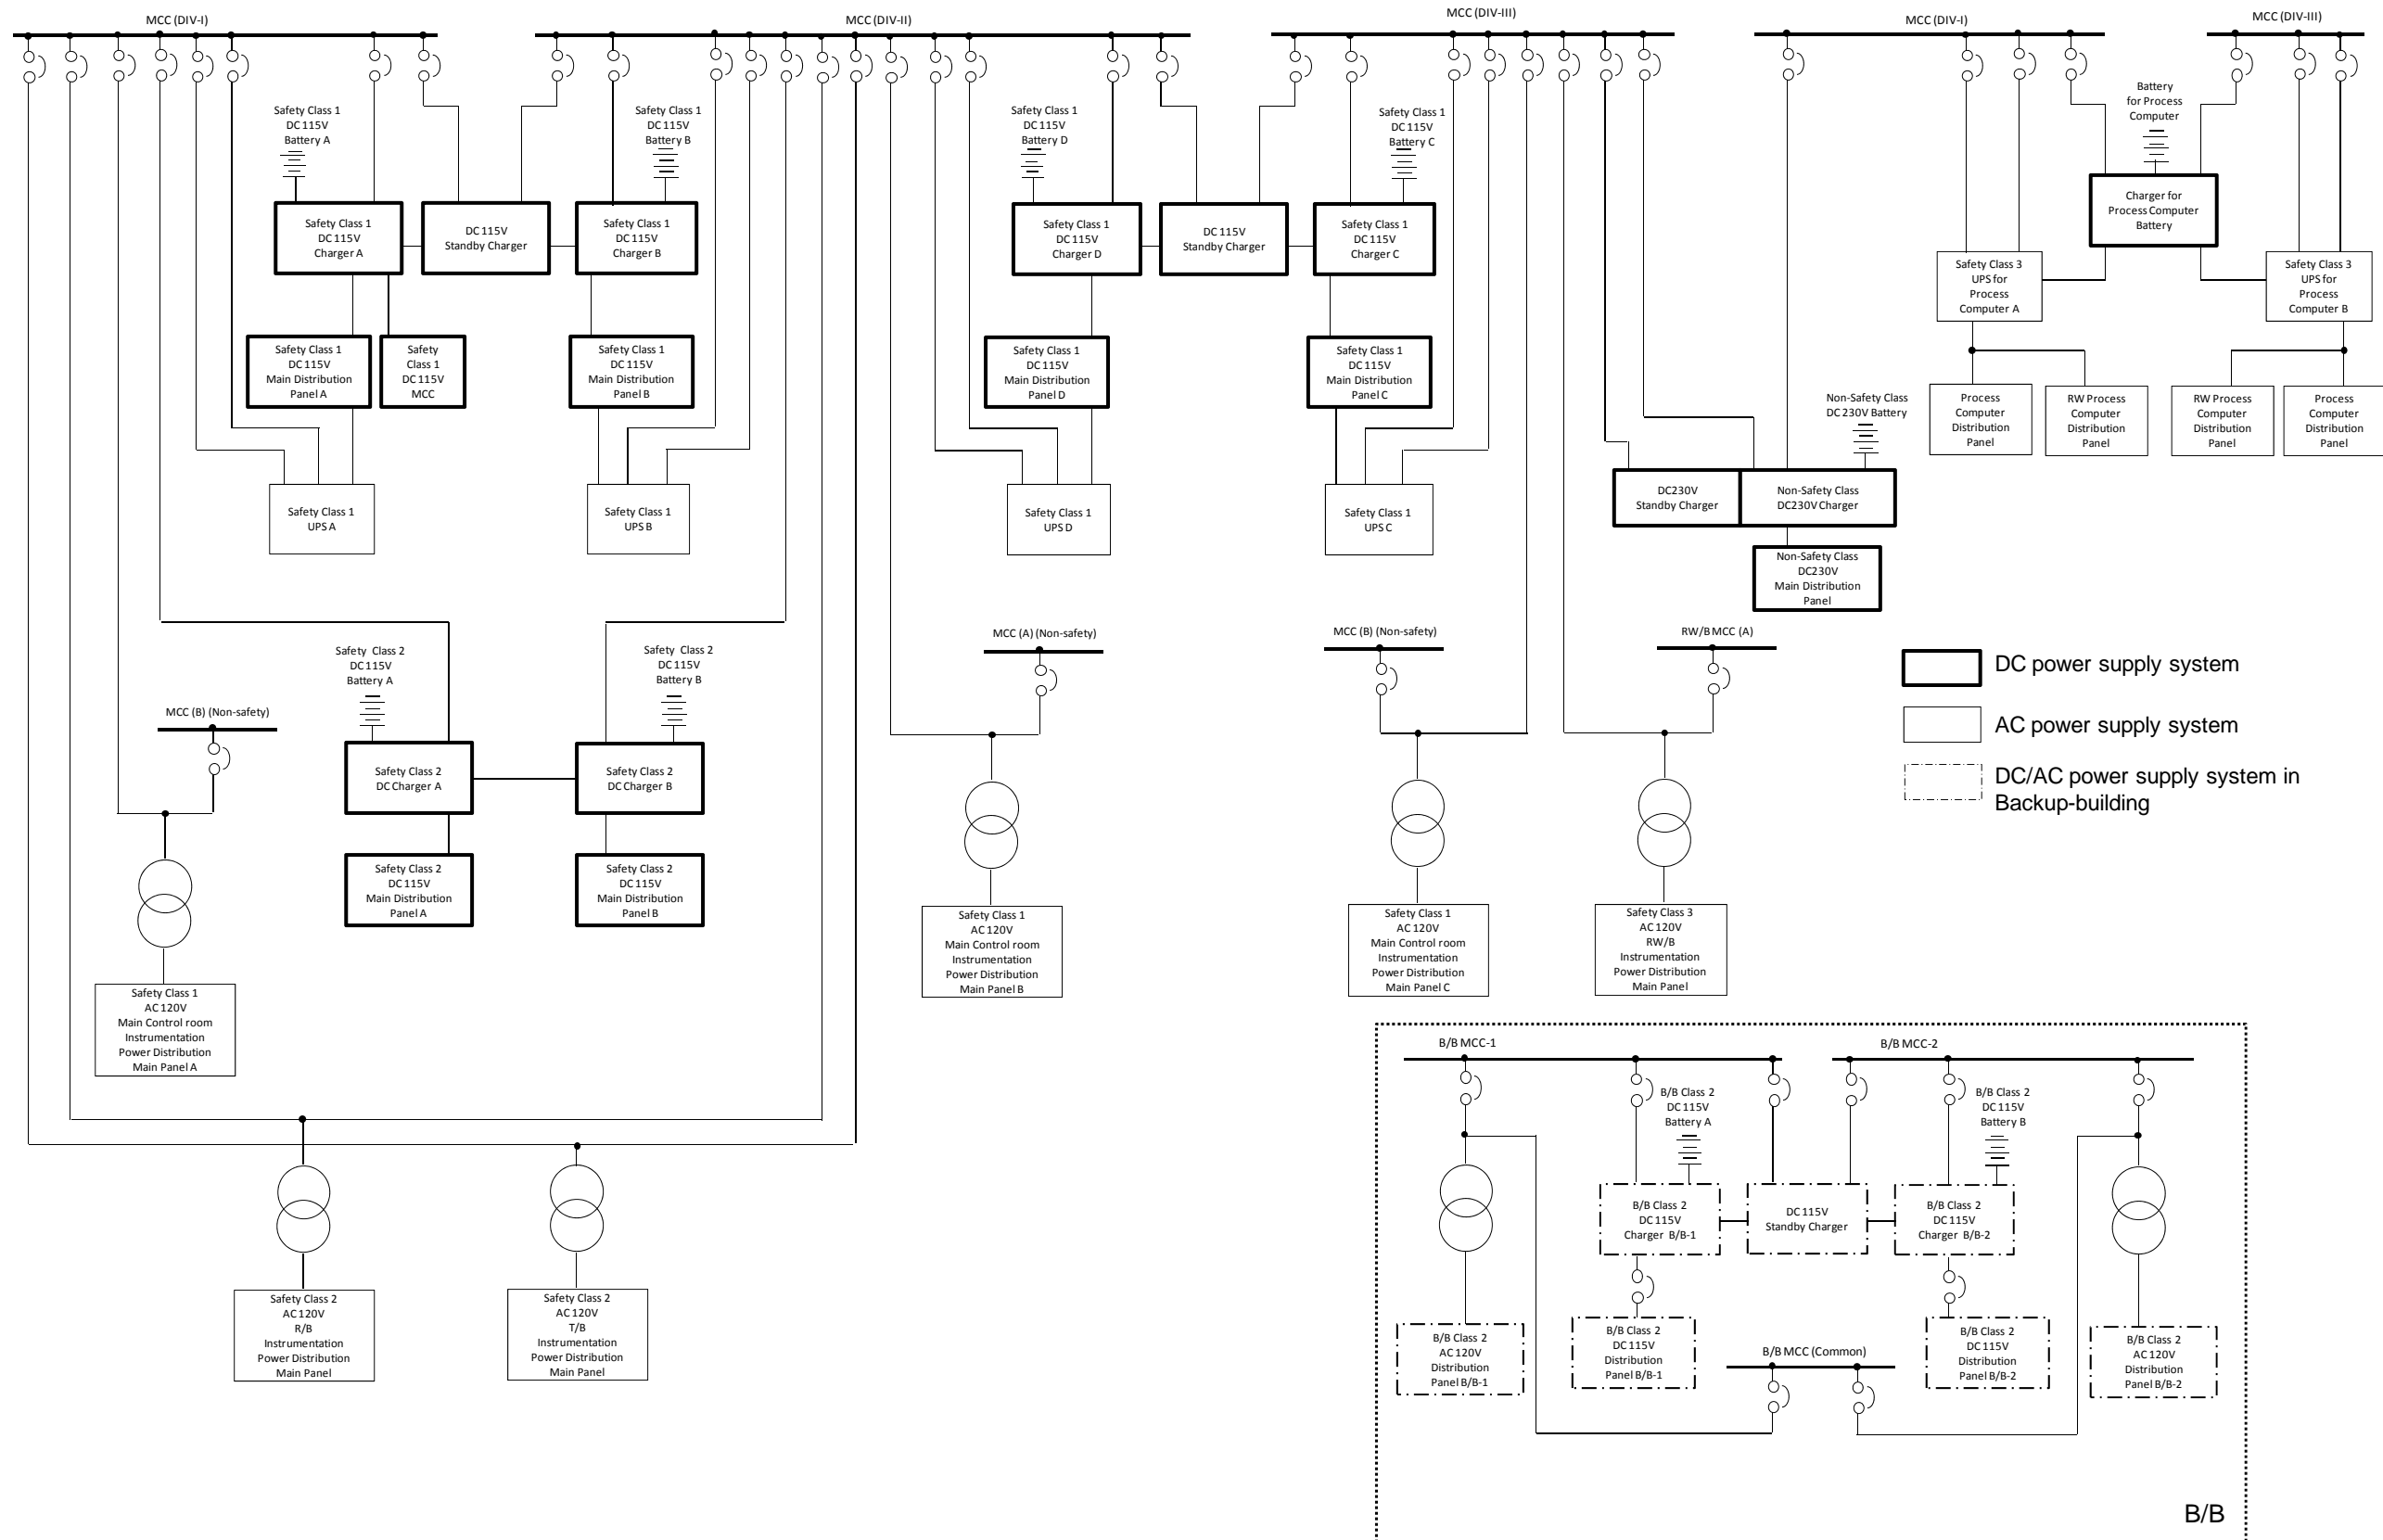 MCC (DIV-I)
MCC (DIV-II)
MCC (DIV-III)
MCC (DIV-I)
MCC (DIV-III)
Safety Class 1
DC 115V
Battery A
Safety Class 1
DC 115V
Battery B
Safety Class 1
DC 115V
Battery D
Safety Class 1
DC 115V
Battery C
Battery
for Process
Computer
Safety Class 1
DC 115V
Charger A
DC 115V
Standby Charger
Safety Class 1
DC 115V
Charger B
Safety Class 1
DC 115V
Charger D
DC 115V
Standby Charger
Safety Class 1
DC 115V
Charger C
Charger for
Process Computer
Battery
Safety Class 3
UPS for
Process
Computer A
Safety Class 3
UPS for
Process
Computer B
Safety Class 1
DC 115V
Main Distribution
Panel A
Safety
Class 1
DC 115V
MCC
Safety Class 1
DC 115V
Main Distribution
Panel B
Safety Class 1
DC 115V
Main Distribution
Panel D
Safety Class 1
DC 115V
Main Distribution
Panel C
Non-Safety Class
DC 230V Battery
Process
Computer
Distribution
Panel
RW Process
Computer
Distribution
Panel
RW Process
Computer
Distribution
Panel
Process
Computer
Distribution
Panel
Safety Class 1
UPS A
Safety Class 1
UPS B
Safety Class 1
UPS D
Safety Class 1
UPS C
DC230V
Standby Charger
Non-Safety Class
DC230V Charger
Non-Safety Class
DC230V
Main Distribution
Panel
MCC (A) (Non-safety)
MCC (B) (Non-safety)
RW/B MCC (A)
Safety Class 2
DC 115V
Battery A
Safety Class 2
DC 115V
Battery B
DC power supply system
AC power supply system
DC/AC power supply system in
Backup-building
MCC (B) (Non-safety)
Safety Class 2
DC Charger A
Safety Class 2
DC Charger B
Safety Class 2
DC 115V
Main Distribution
Panel A
Safety Class 2
DC 115V
Main Distribution
Panel B
Safety Class 1
AC 120V
Main Control room
Instrumentation
Power Distribution
Main Panel B
Safety Class 1
AC 120V
Main Control room
Instrumentation
Power Distribution
Main Panel C
Safety Class 3
AC 120V
RW/B
Instrumentation
Power Distribution
Main Panel
Safety Class 1
AC 120V
Main Control room
Instrumentation
Power Distribution
Main Panel A
B/B MCC-1
B/B MCC-2
B/B Class 2
DC 115V
Battery A
B/B Class 2
DC 115V
Battery B
B/B Class 2
DC 115V
Charger B/B-1
DC 115V
Standby Charger
B/B Class 2
DC 115V
Charger B/B-2
Safety Class 2
AC 120V
R/B
Instrumentation
Power Distribution
Main Panel
Safety Class 2
AC 120V
T/B
Instrumentation
Power Distribution
Main Panel
B/B Class 2
AC 120V
Distribution
Panel B/B-1
B/B Class 2
DC 115V
Distribution
Panel B/B-1
B/B MCC (Common)
B/B Class 2
DC 115V
Distribution
Panel B/B-2
B/B Class 2
AC 120V
Distribution
Panel B/B-2
B/B